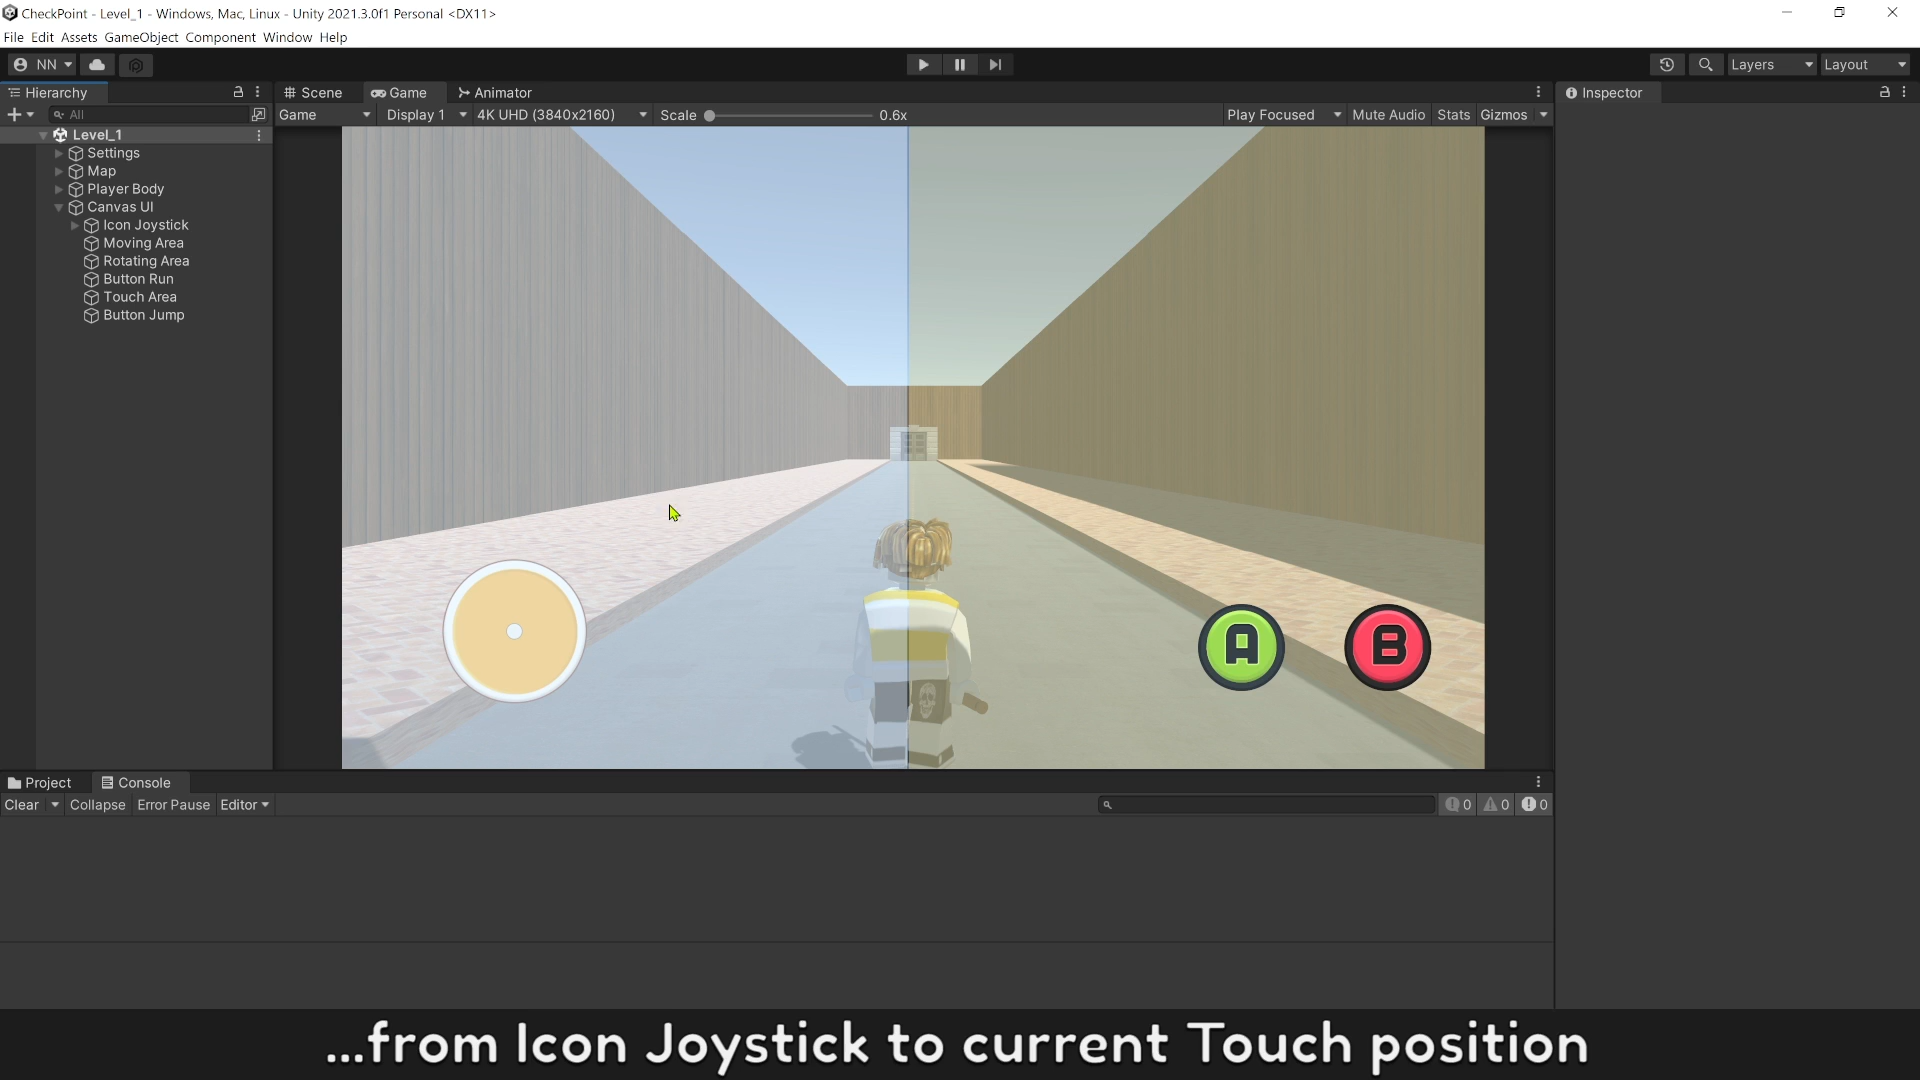 CheckPoint - Level_1 - Windows, Mac, Linux - Unity 2021.3.0f1 Personal <DX11>
File Edit Assets GameObject Component Window Help
NN Layers Layout
Hierarchy Scene Game Animator Inspector
All Game Display 1 4K UHD (3840x2160) Scale 0.6x Play Focused Mute Audio Stats Gizmos
Level_1
Settings
Map
Player Body
Canvas UI
Icon Joystick
Moving Area
Rotating Area
Button Run
Touch Area
Button Jump
A B
Project Console
Clear Collapse Error Pause Editor 0 0 0
...from Icon Joystick to current Touch position